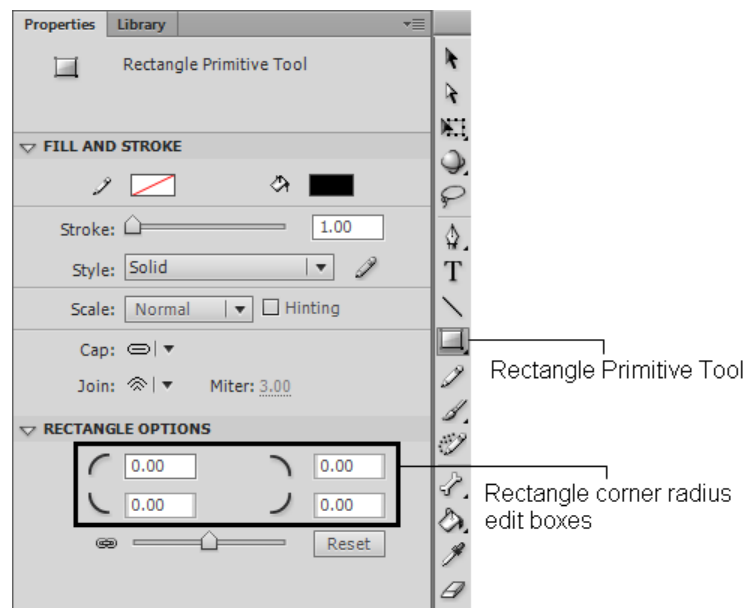 Properties Library
Rectangle Primitive Tool
FILL AND STROKE
Stroke: 1.00
Style: Solid
Scale: Normal Hinting
Cap:
Join: Miter: 3.00
RECTANGLE OPTIONS
0.00 0.00
0.00 0.00
Reset
T
Rectangle Primitive Tool
Rectangle corner radius
edit boxes